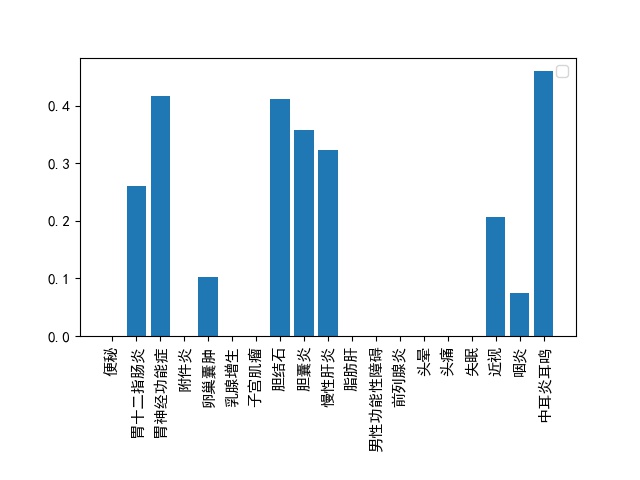 0.4
0.3
0.2
0.1
0.0
便秘
胃十二指肠炎
胃神经功能症
附件炎
卵巢囊肿
乳腺增生
子宫肌瘤
胆结石
胆囊炎
慢性肝炎
脂肪肝
男性功能性障碍
前列腺炎
头晕
头痛
失眠
近视
咽炎
中耳炎耳鸣